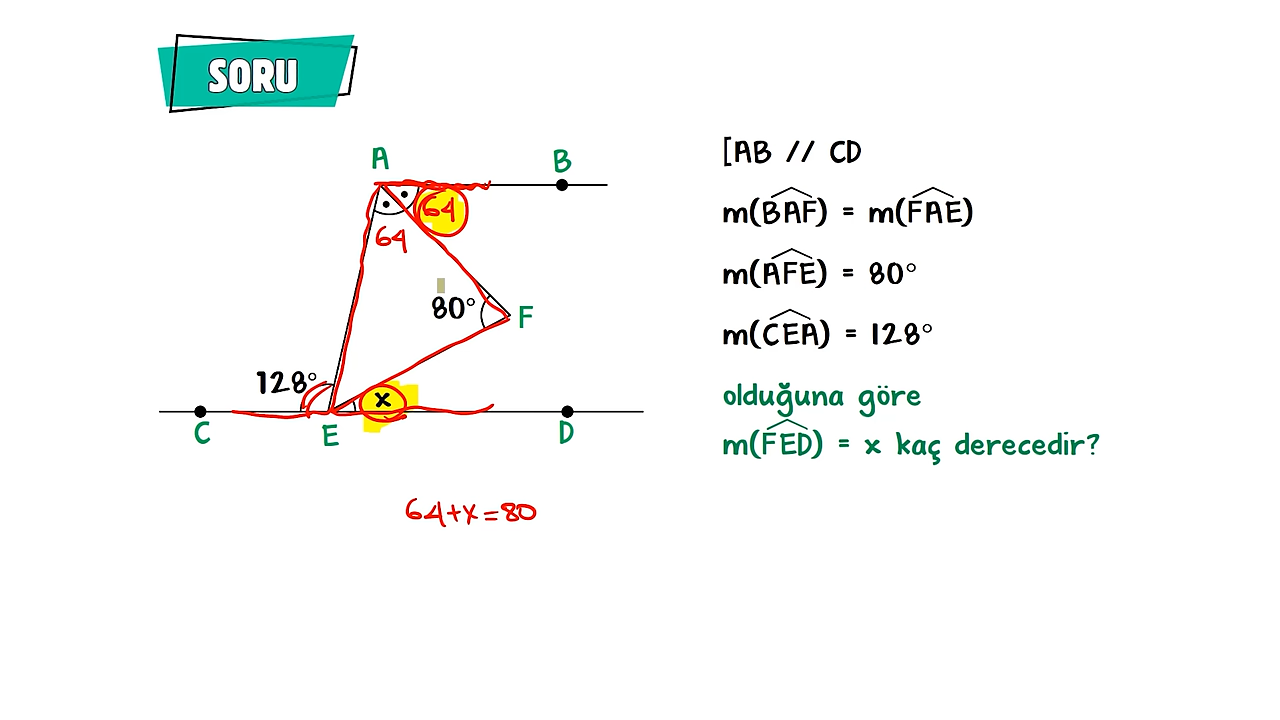 SORU
A
B
[AB // CD
64
m(BAF) = m(FAE)
64
m(AFE) = 80°
80°
F
m(CEA) = 128°
128°
x
olduğuna göre
C
E
D
m(FED) = x kaç derecedir?
64+x=80